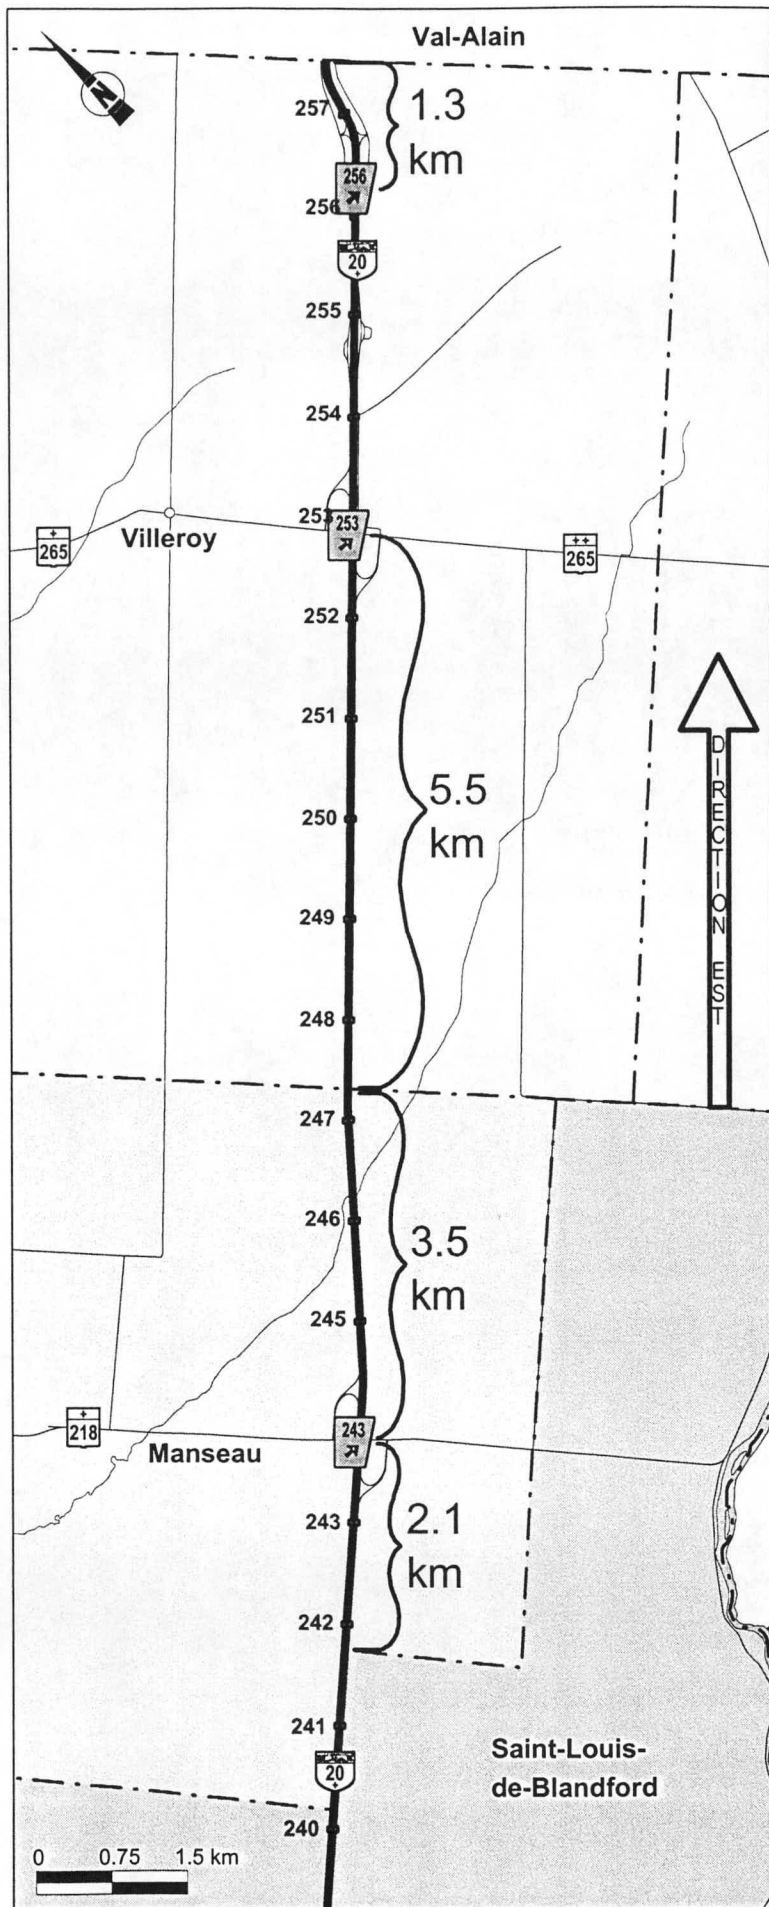 Val-Alain
N
257
1.3
km
256
256
20
255
254
253
253
Villeroy
265
265
252
251
5.5
km
250
249
248
DIRECTION EST
247
246
3.5
km
245
243
218
Manseau
243
2.1
km
242
241
20
Saint-Louis-
de-Blandford
240
0 0.75 1.5 km